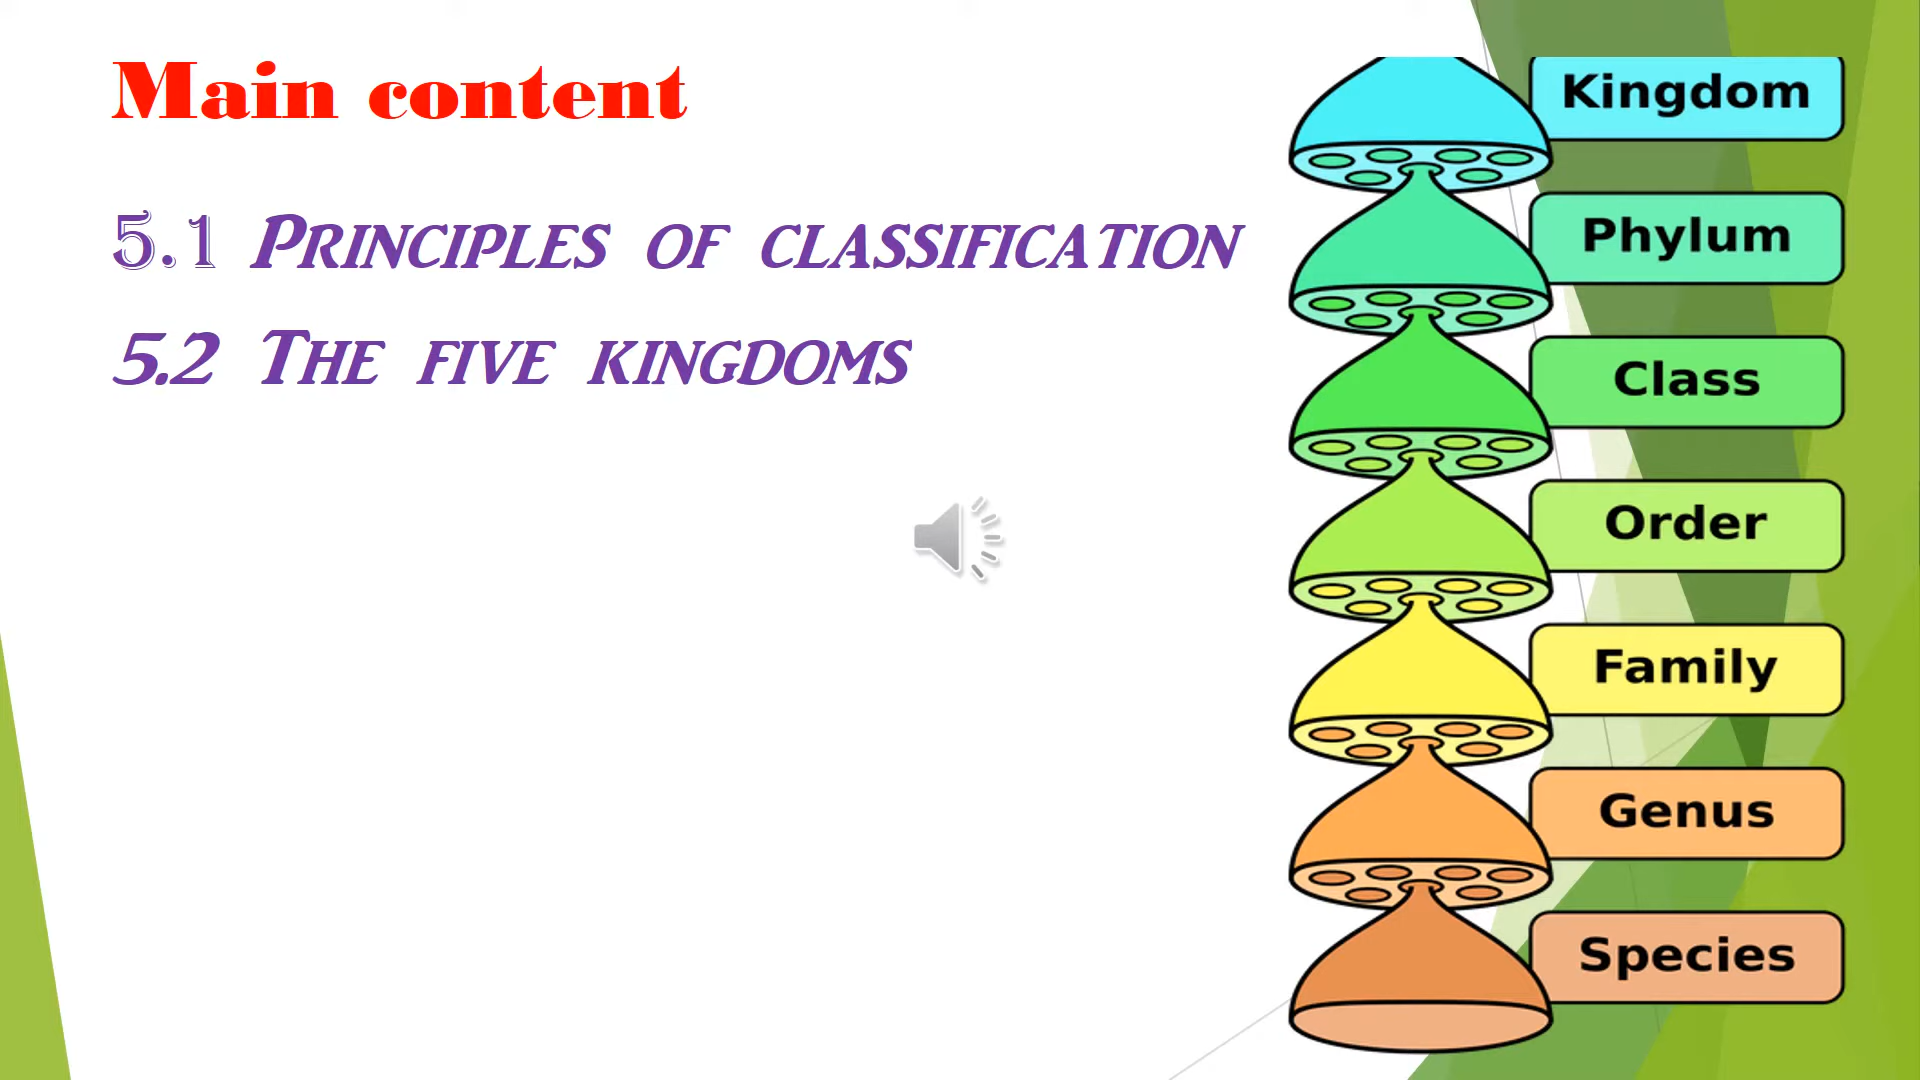 Main content
5.1 Principles of classification
5.2 The five kingdoms
Kingdom
Phylum
Class
Order
Family
Genus
Species